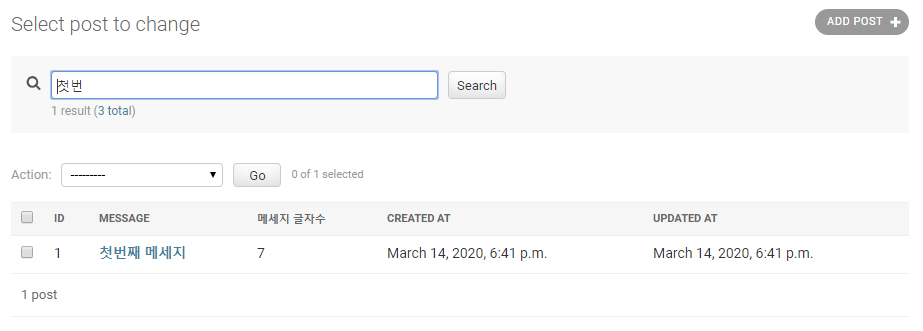 Select post to change
ADD POST +
첫번
Search
1 result (3 total)
Action: --------- Go 0 of 1 selected
ID MESSAGE 메세지 글자수 CREATED AT UPDATED AT
1 첫번째 메세지 7 March 14, 2020, 6:41 p.m. March 14, 2020, 6:41 p.m.
1 post